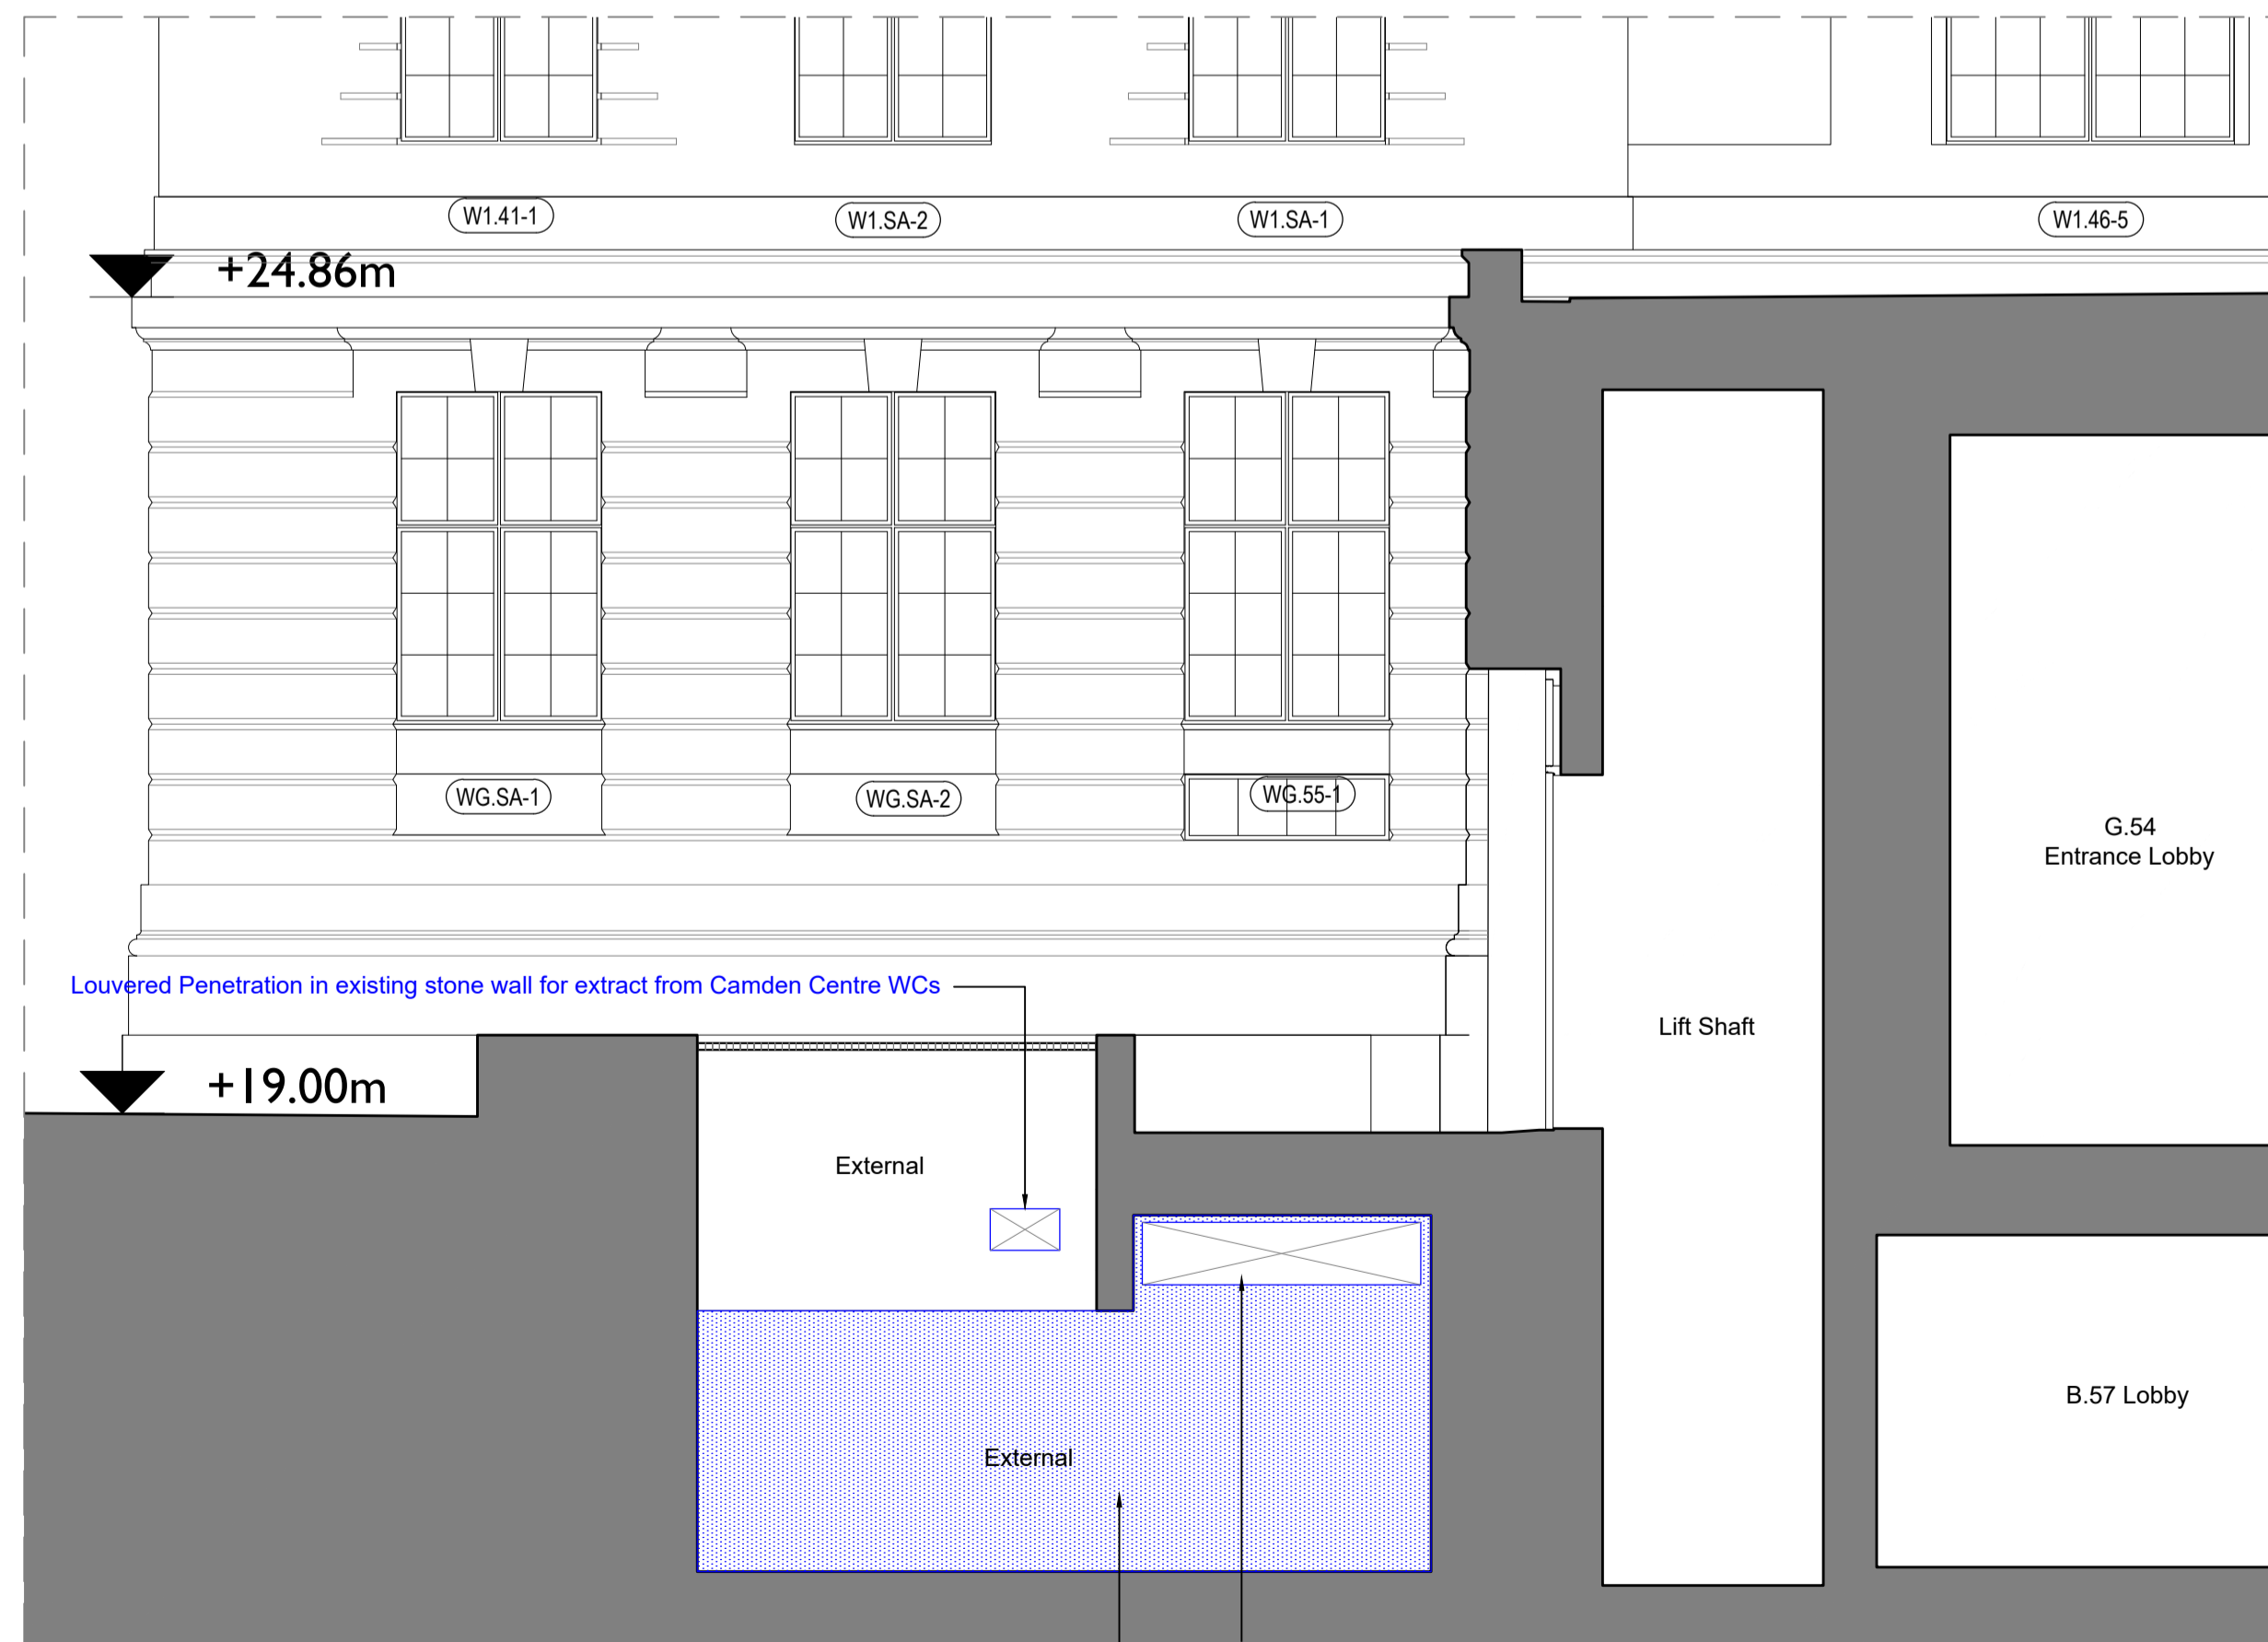 W1.41-1
W1.SA-2
W1.SA-1
W1.46-5
+24.86m
WG.SA-1
WG.SA-2
WG.55-1
G.54
Entrance Lobby
Louvered Penetration in existing stone wall for extract from Camden Centre WCs
Lift Shaft
+19.00m
External
B.57 Lobby
External